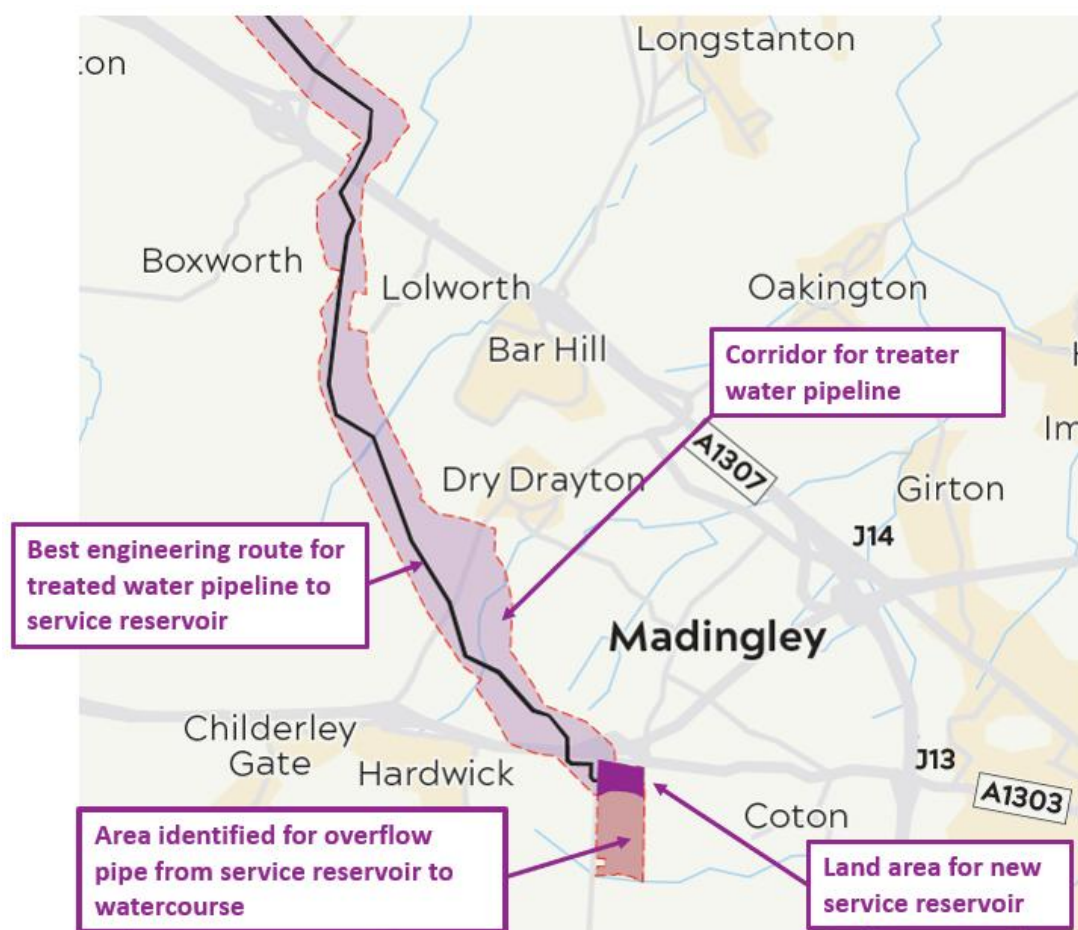 Longstanton
ton
Boxworth
Lolworth
Oakington
Bar Hill
Corridor for treater
water pipeline
H
Im
A1307
Dry Drayton
Girton
J14
Best engineering route for
treated water pipeline to
service reservoir
Madingley
Childerley
Gate
Hardwick
J13
A1303
Coton
Area identified for overflow
pipe from service reservoir to
watercourse
Land area for new
service reservoir